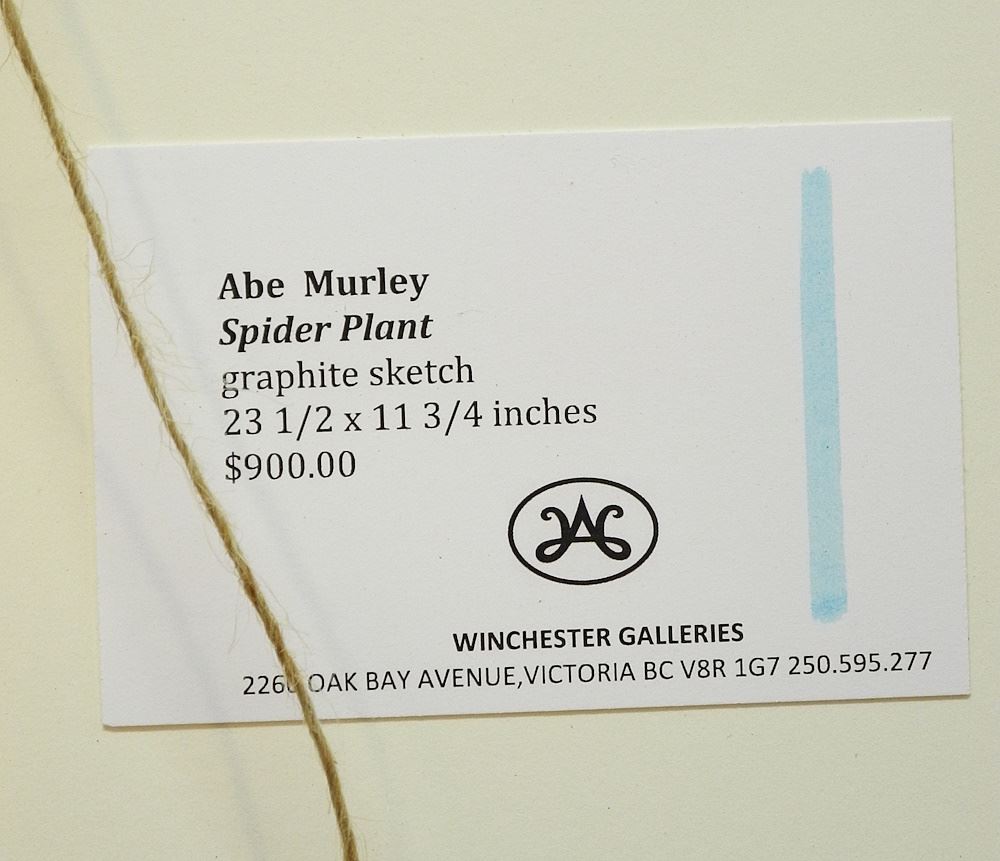 Abe Murley
Spider Plant
graphite sketch
23 1/2 x 11 3/4 inches
$900.00
WINCHESTER GALLERIES
OAK BAY AVENUE,VICTORIA BC V8R 1G7 250.595.277